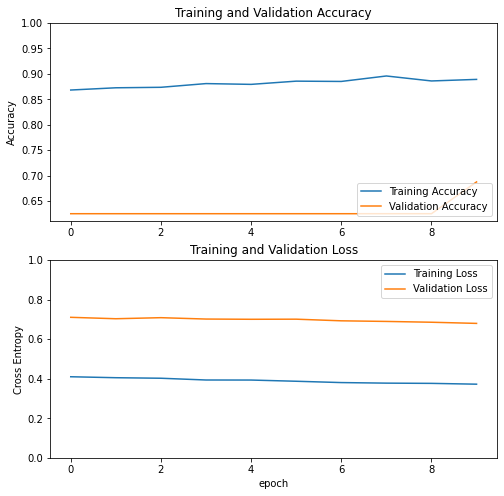 Training and Validation Accuracy
1.00
0.95
0.90
0.85
0.80
0.75
0.70
0.65
Accuracy
Training Accuracy
Validation Accuracy
0 2 4 6 8
Training and Validation Loss
1.0
0.8
0.6
0.4
0.2
0.0
Cross Entropy
Training Loss
Validation Loss
0 2 4 6 8
epoch